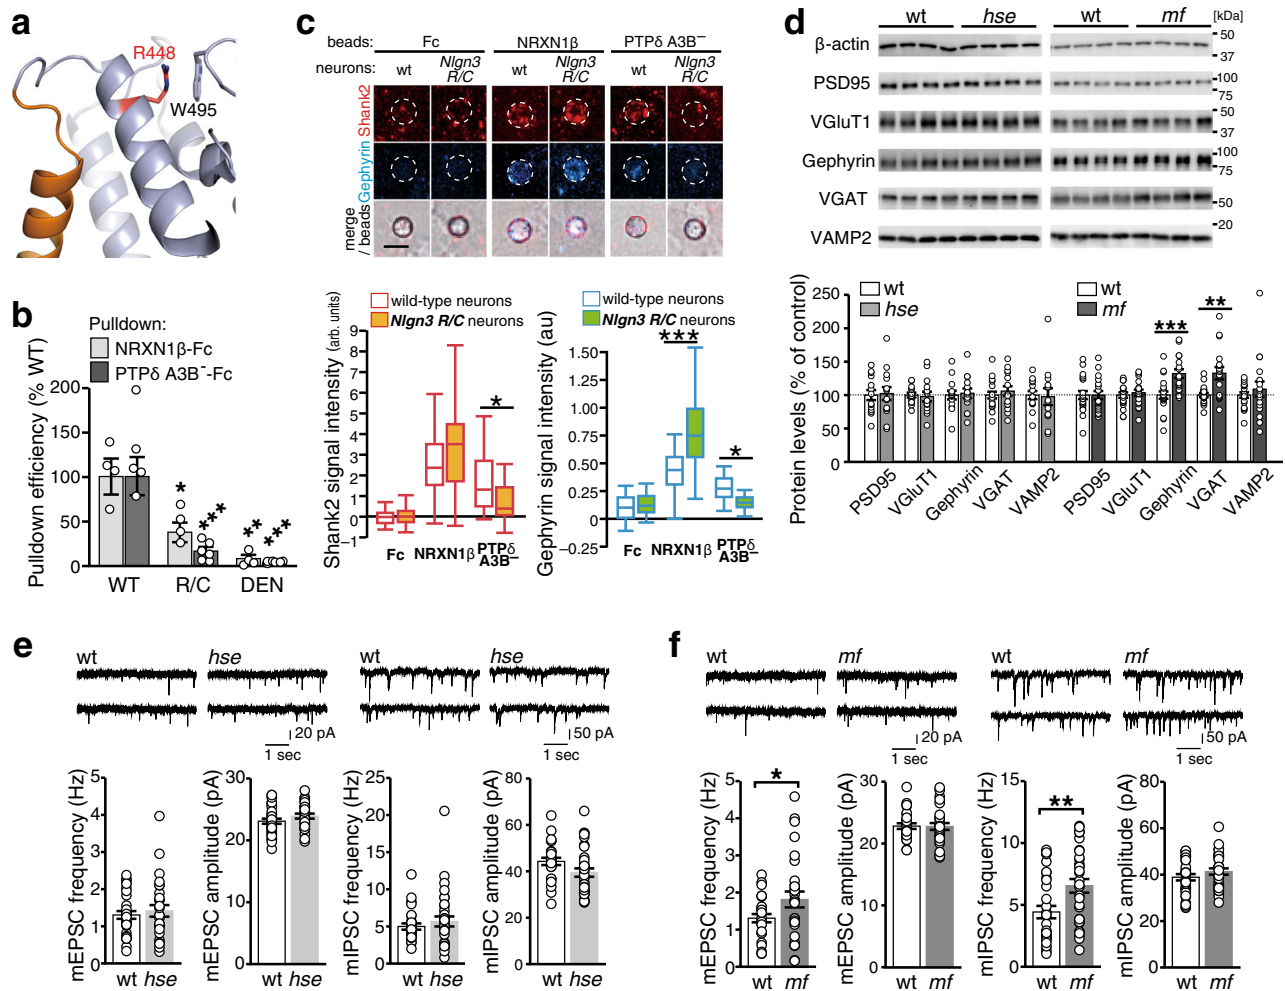 a
R448
W495
b
Pulldown:
NRXN1β-Fc
PTPδ A3B⁻-Fc
Pulldown efficiency (% WT)
200
150
100
50
0
*
***
**
***
WT R/C DEN
c
beads: Fc NRXN1β PTPδ A3B⁻
neurons: wt Nlgn3 R/C wt Nlgn3 R/C wt Nlgn3 R/C
Shank2
Gephyrin
merge / beads
wild-type neurons
Nlgn3 R/C neurons
Shank2 signal intensity (arb. units)
9
8
7
6
5
4
3
2
1
0
−1
*
Fc NRXN1β PTPδ A3B⁻
wild-type neurons
Nlgn3 R/C neurons
Gephyrin signal intensity (au)
1.50
1.00
0.75
0.50
0.25
0
−0.25
***
*
Fc NRXN1β PTPδ A3B⁻
d
wt hse wt mf [kDa]
β-actin 50 37
PSD95 100 75
VGluT1 50 37
Gephyrin 100 75
VGAT 50
VAMP2 20
wt
hse
wt
mf
Protein levels (% of control)
250
200
150
100
50
0
***
**
PSD95 VGluT1 Gephyrin VGAT VAMP2 PSD95 VGluT1 Gephyrin VGAT VAMP2
e
wt hse wt hse
20 pA
1 sec
50 pA
1 sec
mEPSC frequency (Hz)
5
4
3
2
1
0
wt hse
mEPSC amplitude (pA)
30
20
10
0
wt hse
mIPSC frequency (Hz)
25
20
15
10
5
0
wt hse
mIPSC amplitude (pA)
80
60
40
20
0
wt hse
f
wt mf wt mf
20 pA
1 sec
50 pA
1 sec
mEPSC frequency (Hz)
5
4
3
2
1
0
*
wt mf
mEPSC amplitude (pA)
30
20
10
0
wt mf
mIPSC frequency (Hz)
15
10
5
0
**
wt mf
mIPSC amplitude (pA)
80
60
40
20
0
wt mf